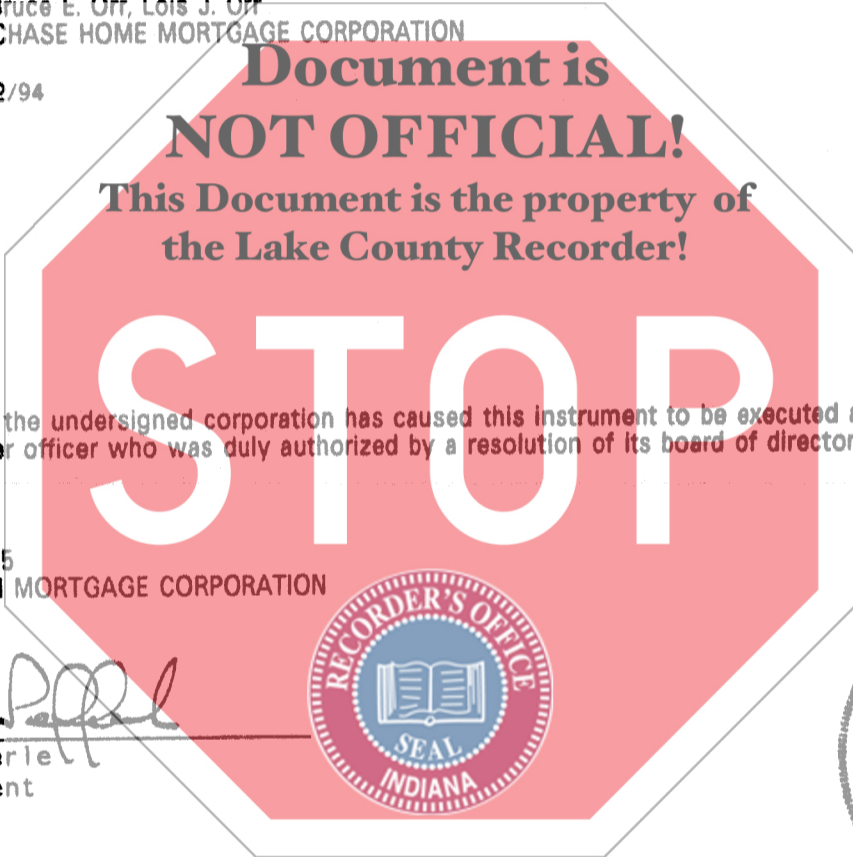 Bruce E. Orr, Lois J. Orr
CHASE HOME MORTGAGE CORPORATION
2/94
Document is
NOT OFFICIAL!
This Document is the property of
the Lake County Recorder!
STOP
the undersigned corporation has caused this instrument to be executed
officer who was duly authorized by a resolution of its board of director
5
MORTGAGE CORPORATION
RECORDER'S OFFICE
SEAL
INDIANA